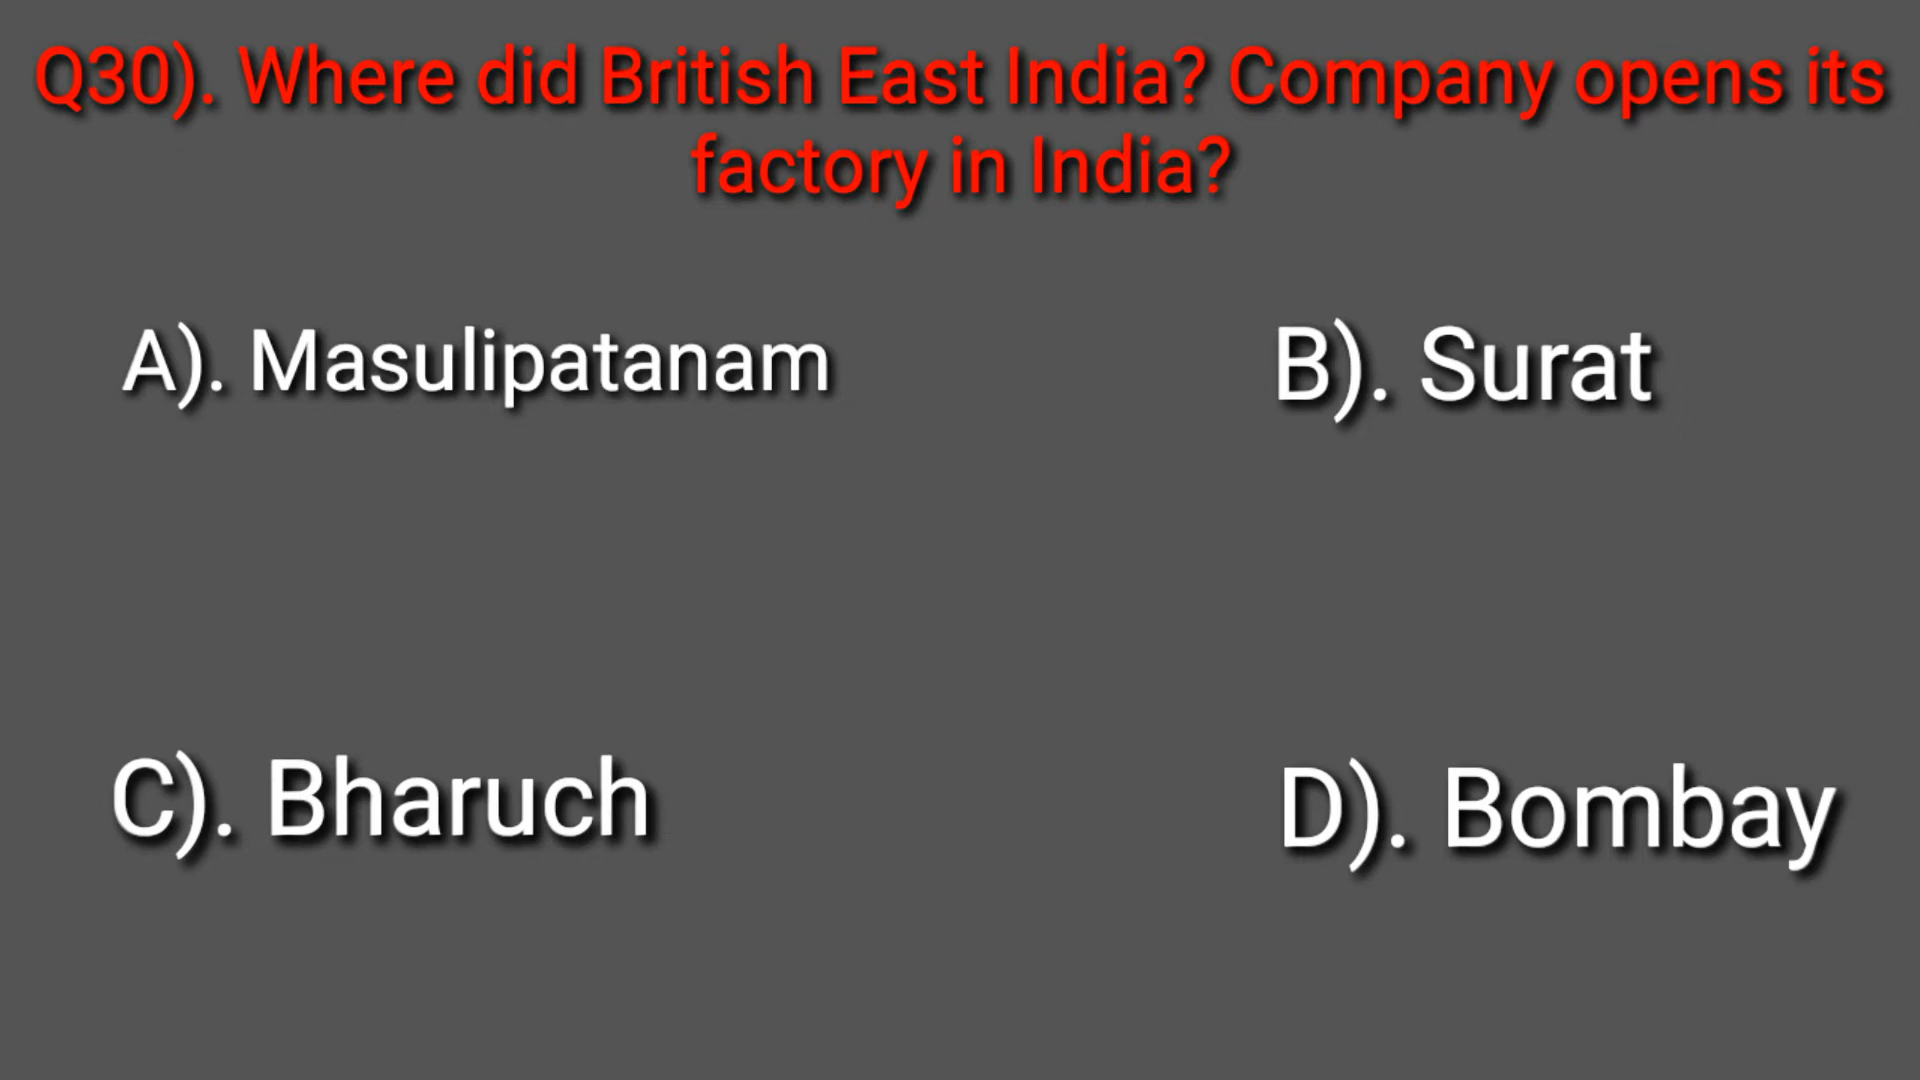 Q30). Where did British East India? Company opens its
factory in India?
A). Masulipatanam
B). Surat
C). Bharuch
D). Bombay